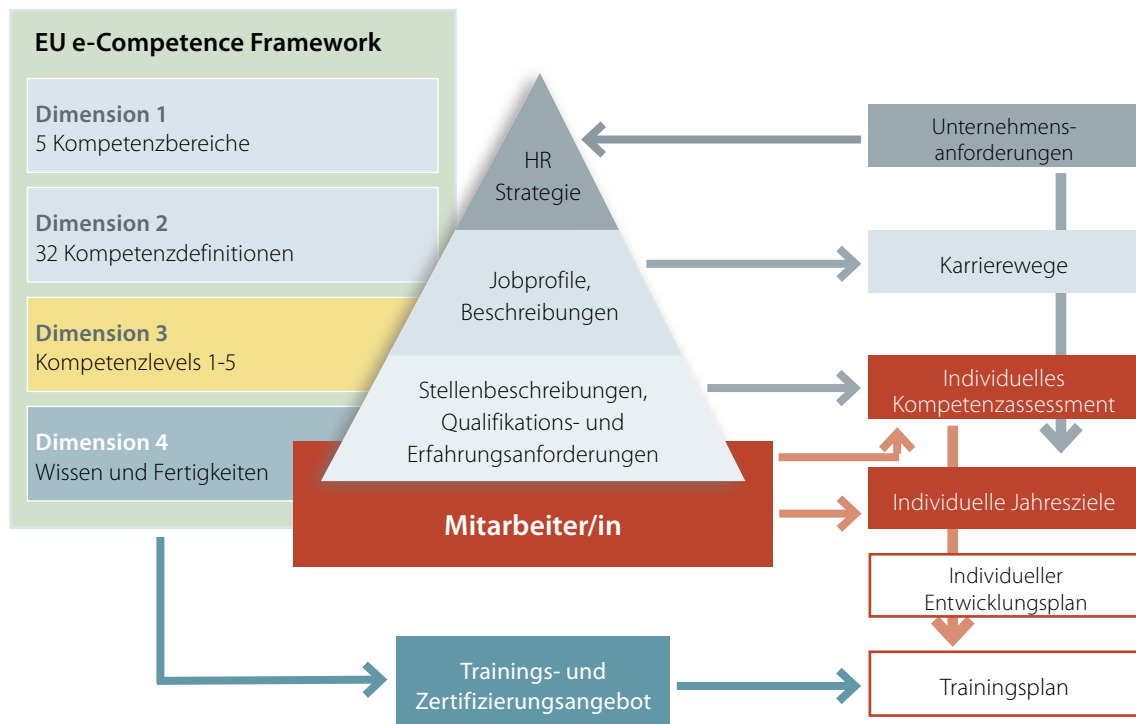 EU e-Competence Framework
Dimension 1
5 Kompetenzbereiche
Dimension 2
32 Kompetenzdefinitionen
Dimension 3
Kompetenzlevels 1-5
Dimension 4
Wissen und Fertigkeiten
HR
Strategie
Jobprofile,
Beschreibungen
Stellenbeschreibungen,
Qualifikations- und
Erfahrungsanforderungen
Mitarbeiter/in
Unternehmens-
anforderungen
Karrierewege
Individuelles
Kompetenzassessment
Individuelle Jahresziele
Individueller
Entwicklungsplan
Trainings- und
Zertifizierungsangebot
Trainingsplan